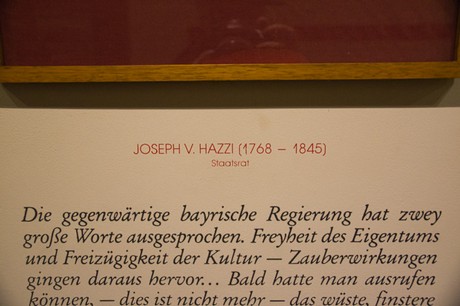 JOSEPH V. HAZZI (1768 – 1845)
Staatsrat
Die gegenwärtige bayrische Regierung hat zwey
große Worte ausgesprochen. Freyheit des Eigentums
und Freizügigkeit der Kultur — Zauberwirkungen
gingen daraus hervor... Bald hatte man ausrufen
können, — dies ist nicht mehr — das wüste, finstere